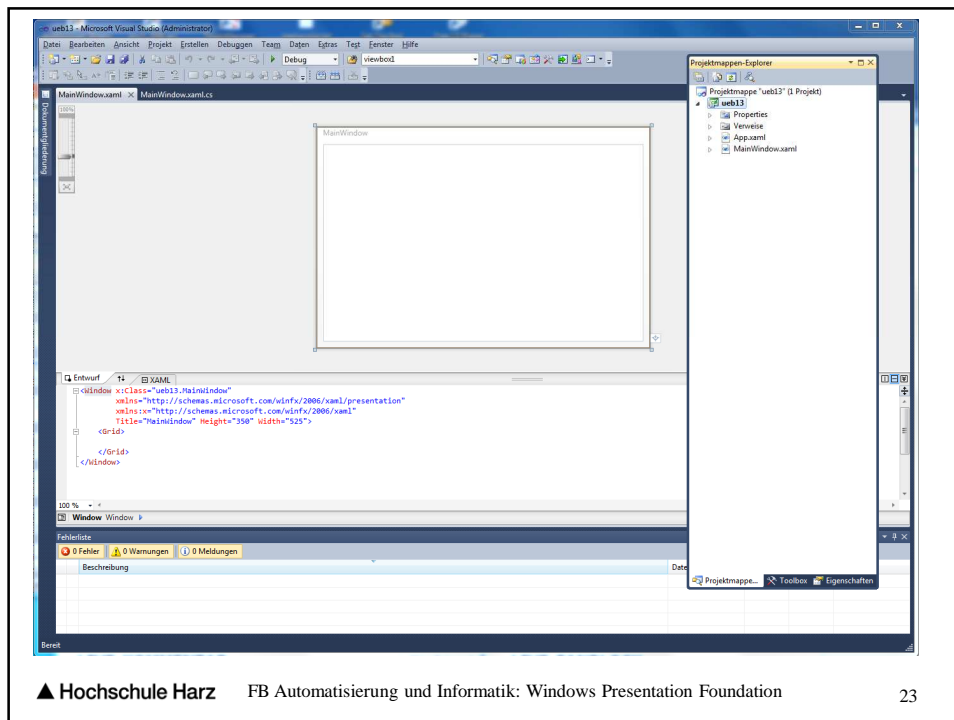 ueb13 - Microsoft Visual Studio (Administrator)
Datei Bearbeiten Ansicht Projekt Erstellen Debuggen Team Daten Extras Test Fenster Hilfe
Debug viewbox1
MainWindow.xaml MainWindow.xaml.cs
Dokumentgliederung
100%
MainWindow
Projektmappen-Explorer
Projektmappe "ueb13" (1 Projekt)
ueb13
Properties
Verweise
App.xaml
MainWindow.xaml
Entwurf XAML
<Window x:Class="ueb13.MainWindow"
xmlns="http://schemas.microsoft.com/winfx/2006/xaml/presentation"
xmlns:x="http://schemas.microsoft.com/winfx/2006/xaml"
Title="MainWindow" Height="350" Width="525">
<Grid>
</Grid>
</Window>
100 %
Window Window
Fehlerliste
0 Fehler 0 Warnungen 0 Meldungen
Beschreibung Date
Projektmappe... Toolbox Eigenschaften
Bereit
Hochschule Harz FB Automatisierung und Informatik: Windows Presentation Foundation 23